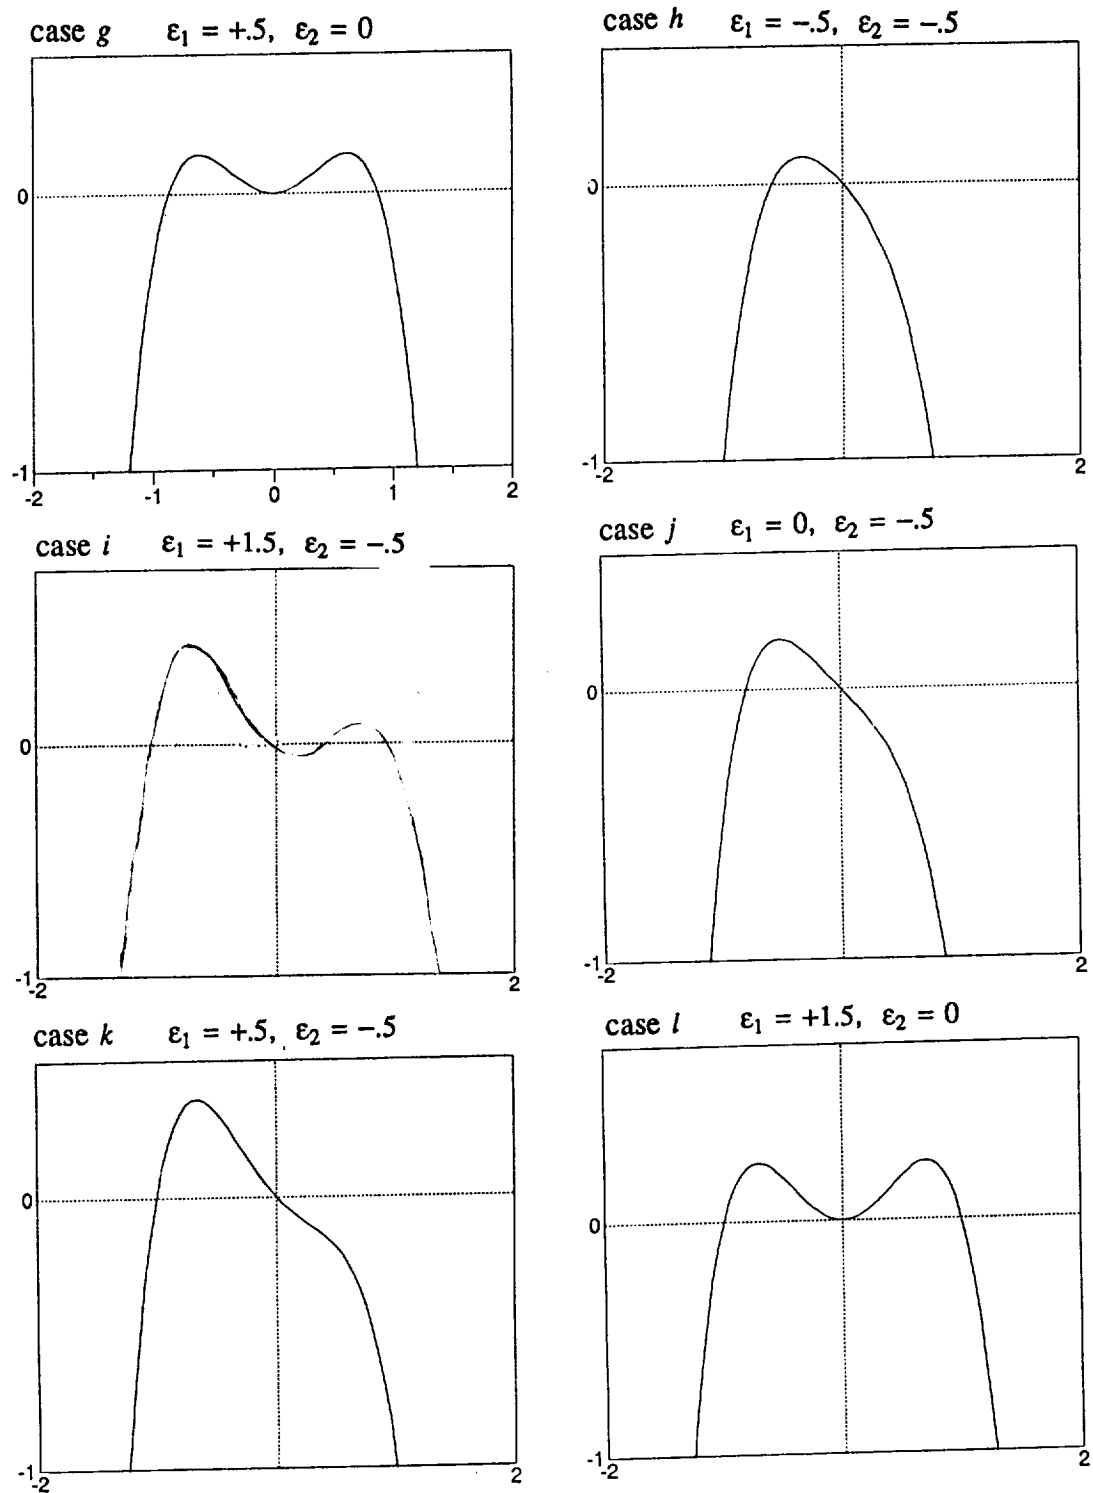 case g ε₁ = +.5, ε₂ = 0
0
-1
-2 -1 0 1 2
case h ε₁ = -.5, ε₂ = -.5
0
-1
-2 2
case i ε₁ = +1.5, ε₂ = -.5
0
-1
-2 2
case j ε₁ = 0, ε₂ = -.5
0
-1
-2 2
case k ε₁ = +.5, ε₂ = -.5
0
-1
-2 2
case l ε₁ = +1.5, ε₂ = 0
0
-1
-2 2